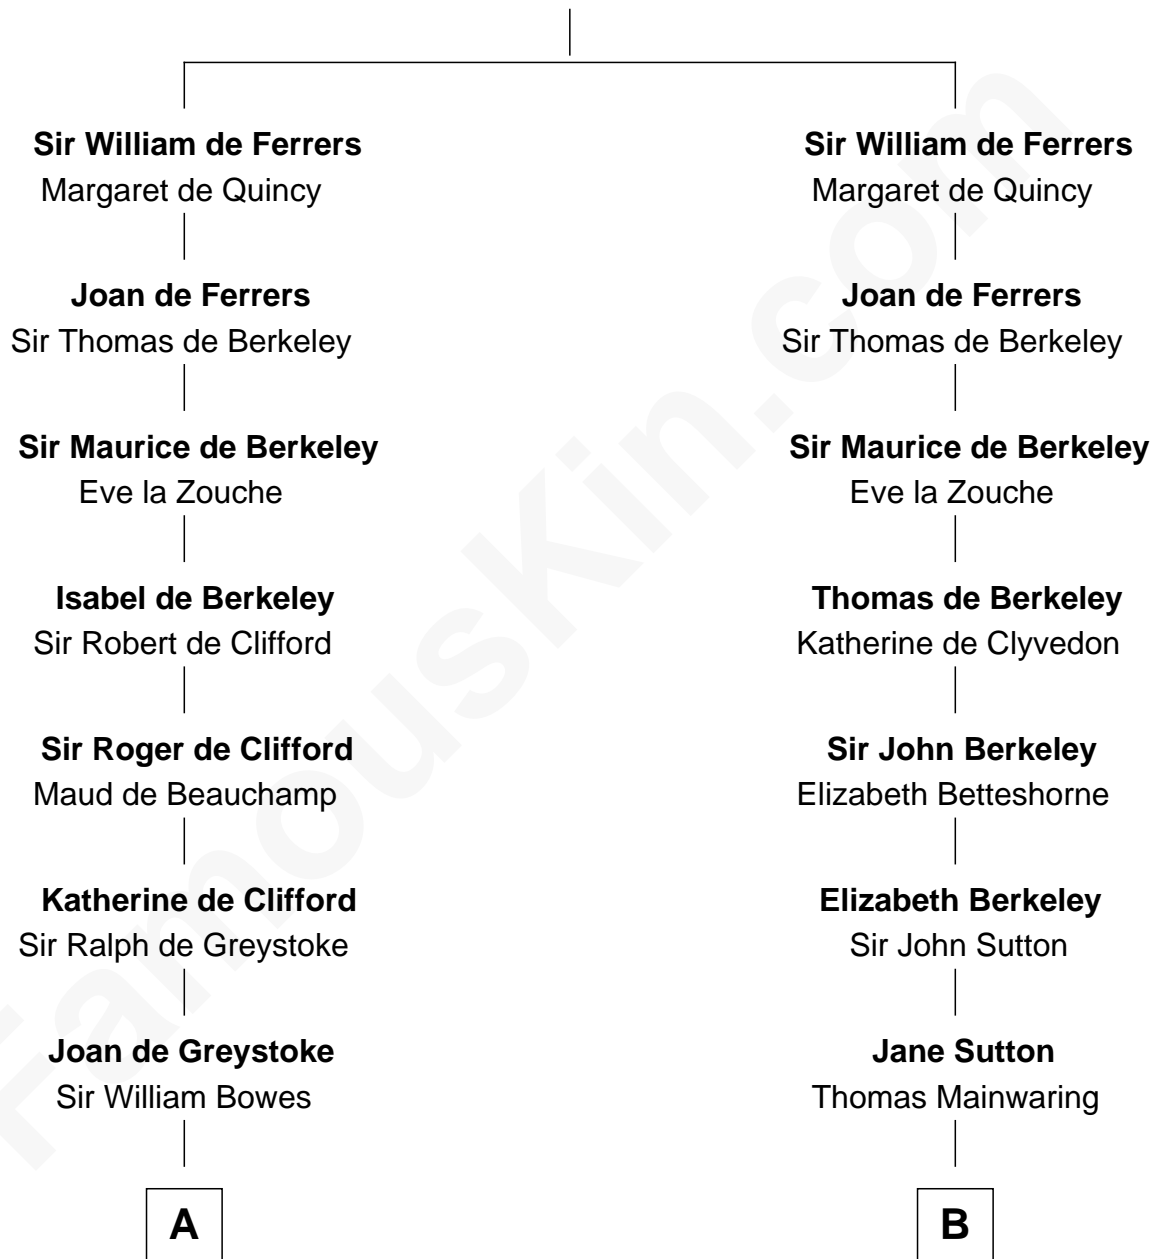 Sir William de Ferrers
Margaret de Quincy
Joan de Ferrers
Sir Thomas de Berkeley
Sir Maurice de Berkeley
Eve la Zouche
Isabel de Berkeley
Sir Robert de Clifford
Sir Roger de Clifford
Maud de Beauchamp
Katherine de Clifford
Sir Ralph de Greystoke
Joan de Greystoke
Sir William Bowes
A
Sir William de Ferrers
Margaret de Quincy
Joan de Ferrers
Sir Thomas de Berkeley
Sir Maurice de Berkeley
Eve la Zouche
Thomas de Berkeley
Katherine de Clyvedon
Sir John Berkeley
Elizabeth Betteshorne
Elizabeth Berkeley
Sir John Sutton
Jane Sutton
Thomas Mainwaring
B
FamousKin.com